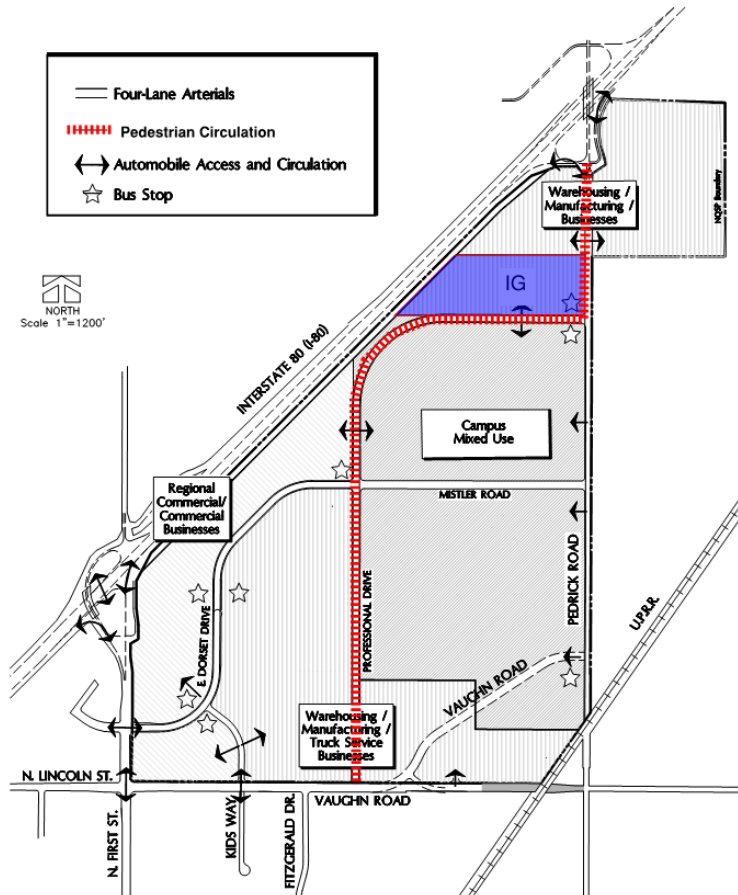 Four-Lane Arterials
Pedestrian Circulation
Automobile Access and Circulation
Bus Stop
NORTH
Scale 1"=1200'
Warehousing /
Manufacturing /
Businesses
NQSP Boundary
IG
INTERSTATE 80 (I-80)
Campus
Mixed Use
Regional
Commercial/
Commercial
Businesses
MISTLER ROAD
PEDRICK ROAD
U.P.R.R.
E. DORSET DRIVE
PROFESSIONAL DRIVE
VAUGHN ROAD
Warehousing /
Manufacturing /
Truck Service
Businesses
N. LINCOLN ST.
VAUGHN ROAD
N. FIRST ST.
KIDS WAY
FITZGERALD DR.